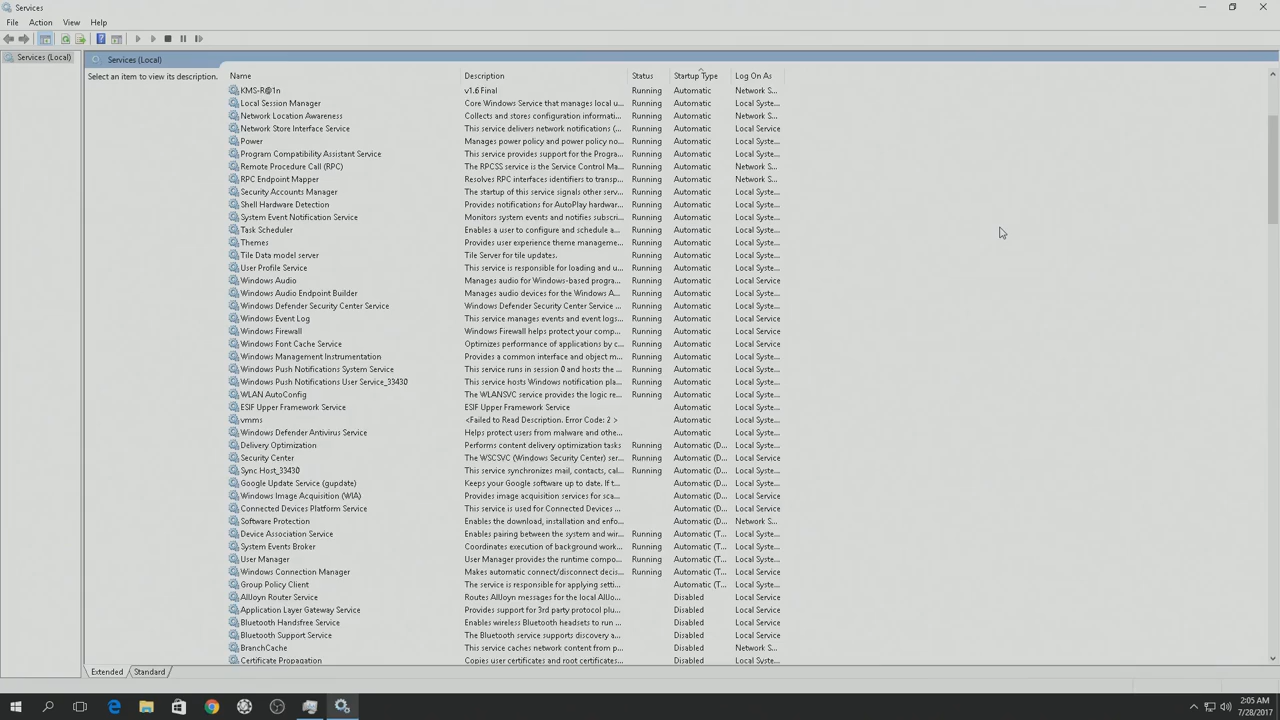 Services
File Action View Help
Services (Local)
Services (Local)
Select an item to view its description.
Name Description Status Startup Type Log On As
KMS-R@1n v1.6 Final Running Automatic Network S...
Local Session Manager Core Windows Service that manages local u... Running Automatic Local Syste...
Network Location Awareness Collects and stores configuration informati... Running Automatic Network S...
Network Store Interface Service This service delivers network notifications (... Running Automatic Local Service
Power Manages power policy and power policy no... Running Automatic Local Syste...
Program Compatibility Assistant Service This service provides support for the Progra... Running Automatic Local Syste...
Remote Procedure Call (RPC) The RPCSS service is the Service Control Ma... Running Automatic Network S...
RPC Endpoint Mapper Resolves RPC interfaces identifiers to transp... Running Automatic Network S...
Security Accounts Manager The startup of this service signals other serv... Running Automatic Local Syste...
Shell Hardware Detection Provides notifications for AutoPlay hardwar... Running Automatic Local Syste...
System Event Notification Service Monitors system events and notifies subscri... Running Automatic Local Syste...
Task Scheduler Enables a user to configure and schedule a... Running Automatic Local Syste...
Themes Provides user experience theme manageme... Running Automatic Local Syste...
Tile Data model server Tile Server for tile updates. Running Automatic Local Syste...
User Profile Service This service is responsible for loading and u... Running Automatic Local Syste...
Windows Audio Manages audio for Windows-based progra... Running Automatic Local Service
Windows Audio Endpoint Builder Manages audio devices for the Windows A... Running Automatic Local Syste...
Windows Defender Security Center Service Windows Defender Security Center Service ... Running Automatic Local Syste...
Windows Event Log This service manages events and event logs... Running Automatic Local Service
Windows Firewall Windows Firewall helps protect your comp... Running Automatic Local Service
Windows Font Cache Service Optimizes performance of applications by c... Running Automatic Local Service
Windows Management Instrumentation Provides a common interface and object m... Running Automatic Local Syste...
Windows Push Notifications System Service This service runs in session 0 and hosts the ... Running Automatic Local Syste...
Windows Push Notifications User Service_33430 This service hosts Windows notification pla... Running Automatic Local Syste...
WLAN AutoConfig The WLANSVC service provides the logic re... Running Automatic Local Syste...
ESIF Upper Framework Service ESIF Upper Framework Service Automatic Local Syste...
vmms <Failed to Read Description. Error Code: 2 > Automatic Local Syste...
Windows Defender Antivirus Service Helps protect users from malware and othe... Automatic Local Syste...
Delivery Optimization Performs content delivery optimization tasks Running Automatic (D... Local Syste...
Security Center The WSCSVC (Windows Security Center) ser... Running Automatic (D... Local Service
Sync Host_33430 This service synchronizes mail, contacts, cal... Running Automatic (D... Local Syste...
Google Update Service (gupdate) Keeps your Google software up to date. If t... Automatic (D... Local Syste...
Windows Image Acquisition (WIA) Provides image acquisition services for sca... Automatic (D... Local Service
Connected Devices Platform Service This service is used for Connected Devices ... Automatic (D... Local Service
Software Protection Enables the download, installation and enfo... Automatic (D... Network S...
Device Association Service Enables pairing between the system and wir... Running Automatic (T... Local Syste...
System Events Broker Coordinates execution of background work... Running Automatic (T... Local Syste...
User Manager User Manager provides the runtime compo... Running Automatic (T... Local Syste...
Windows Connection Manager Makes automatic connect/disconnect decis... Running Automatic (T... Local Service
Group Policy Client The service is responsible for applying setti... Automatic (T... Local Syste...
AllJoyn Router Service Routes AllJoyn messages for the local AllJo... Disabled Local Service
Application Layer Gateway Service Provides support for 3rd party protocol plu... Disabled Local Service
Bluetooth Handsfree Service Enables wireless Bluetooth headsets to run ... Disabled Local Service
Bluetooth Support Service The Bluetooth service supports discovery a... Disabled Local Service
BranchCache This service caches network content from p... Disabled Network S...
Certificate Propagation Copies user certificates and root certificates... Disabled Local Syste...
Extended Standard
2:05 AM
7/28/2017